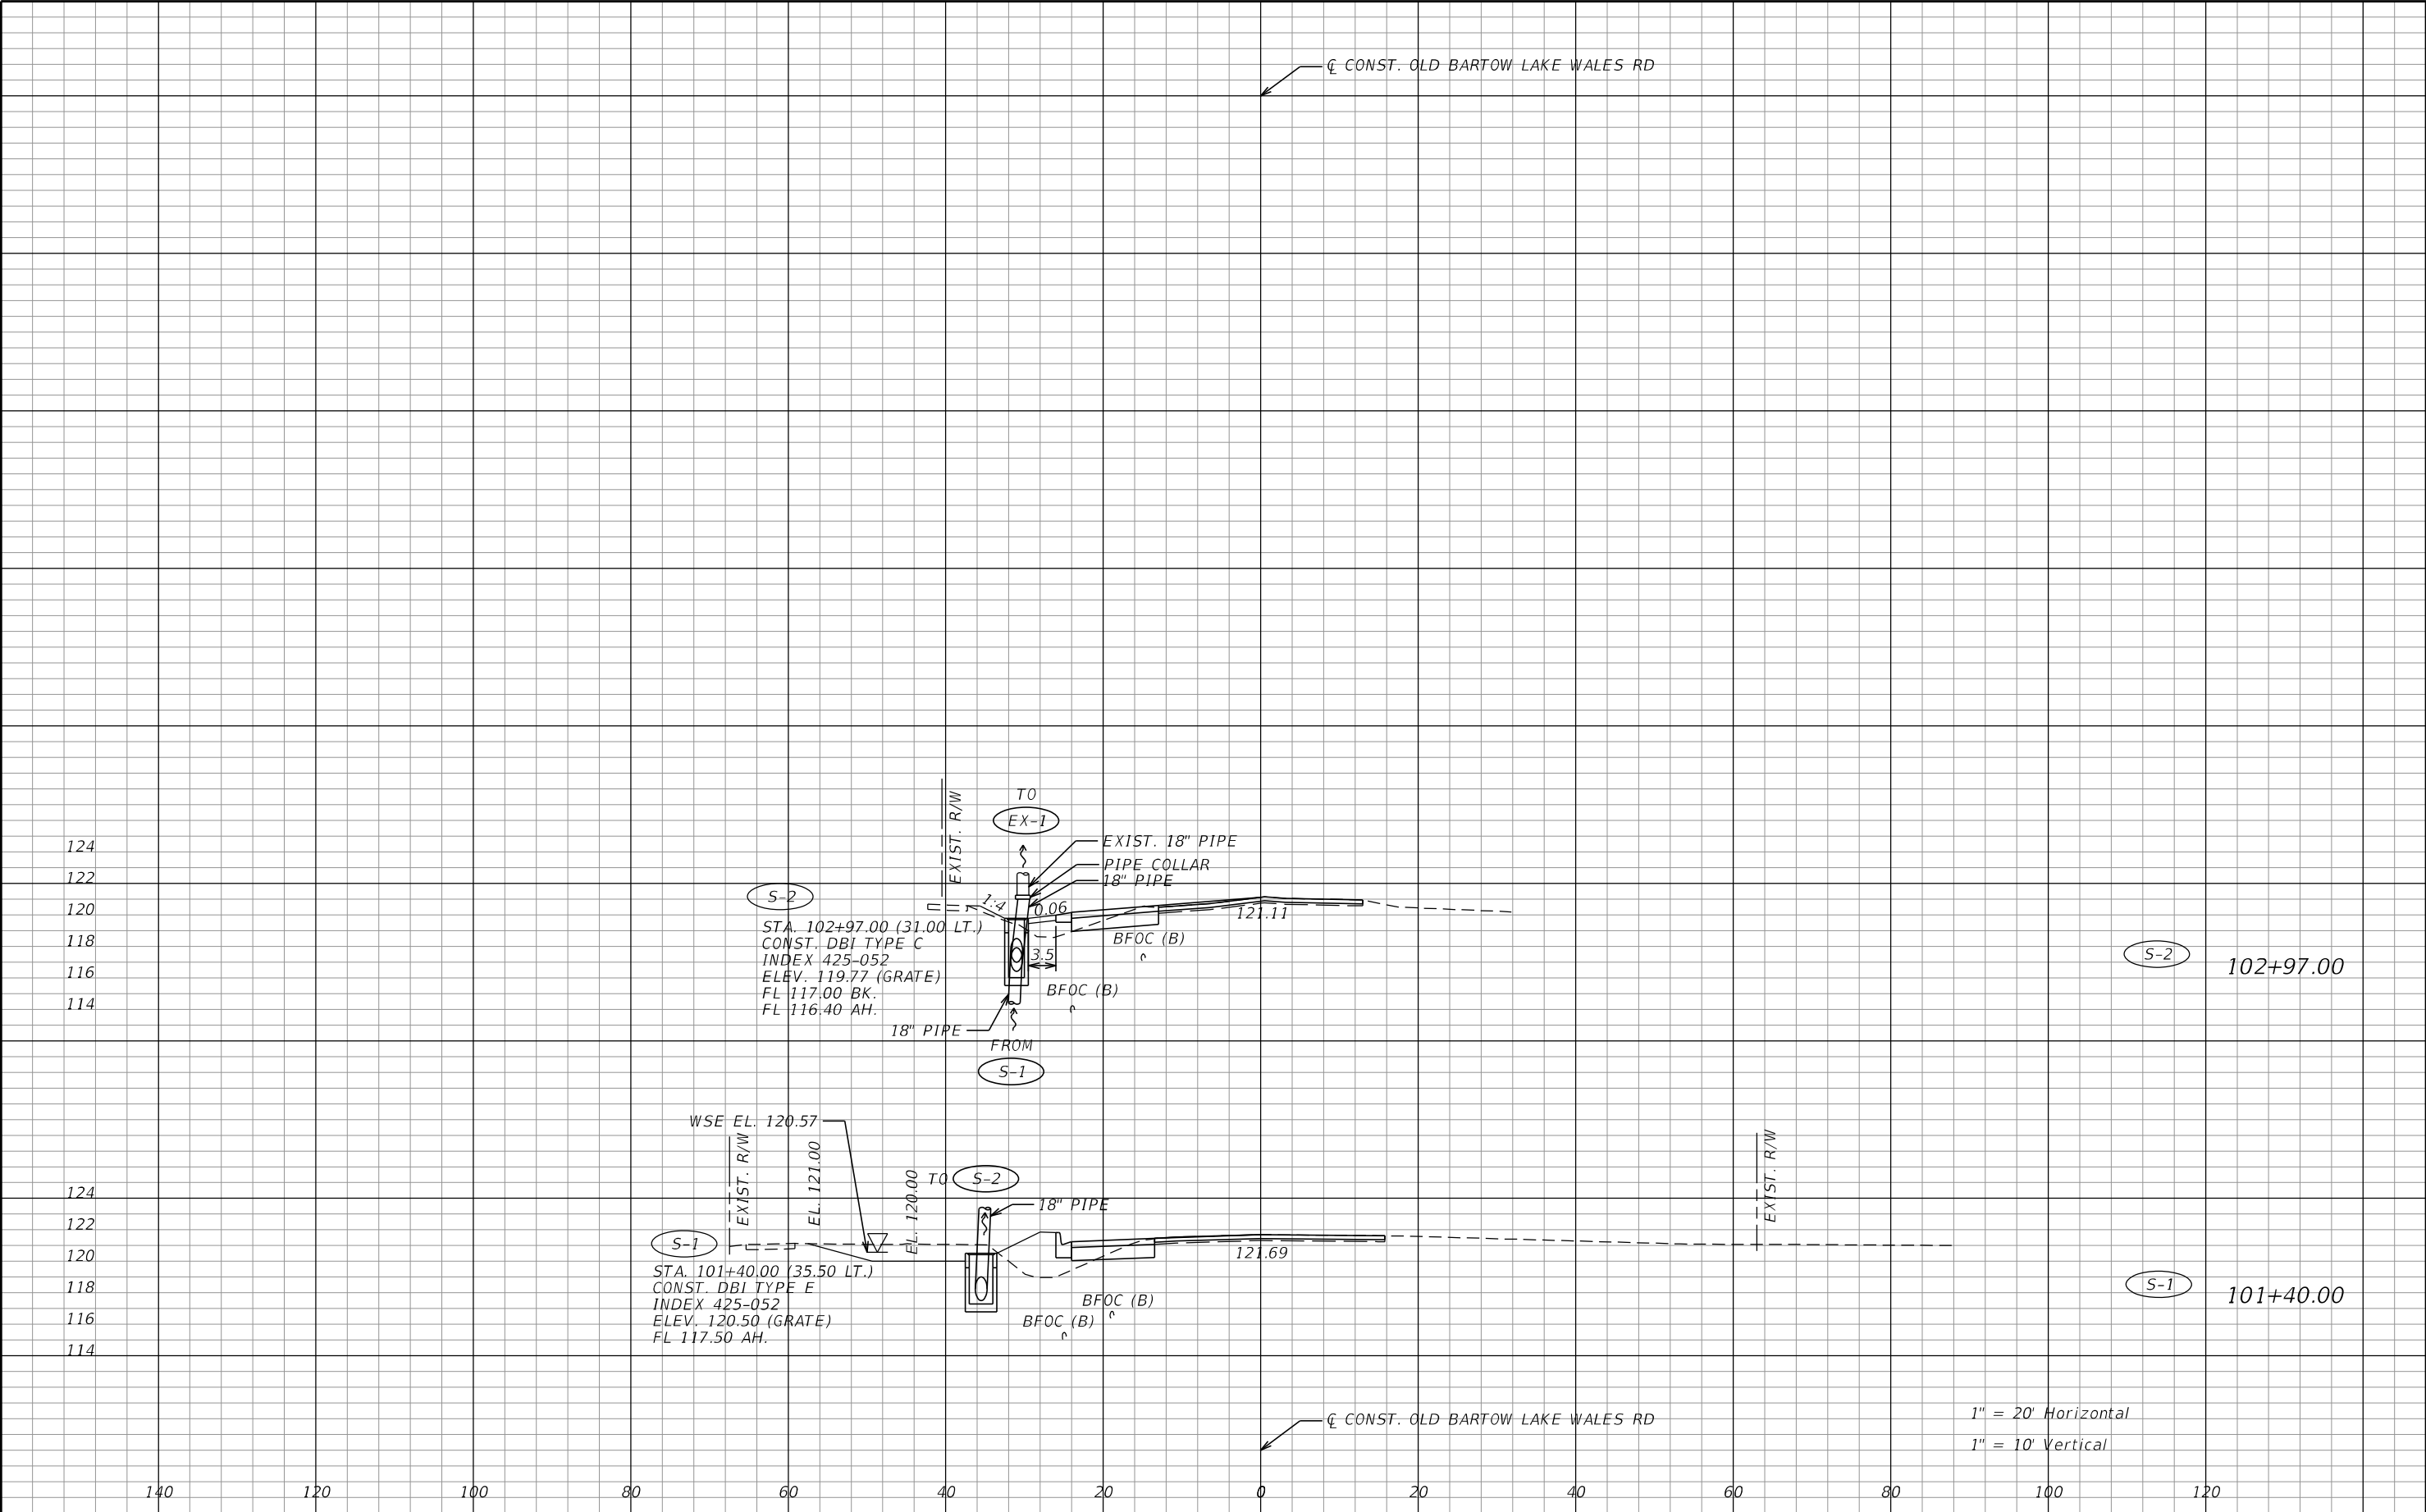 ℄ CONST. OLD BARTOW LAKE WALES RD
TO
EX-1
EXIST. R/W
EXIST. 18" PIPE
PIPE COLLAR
18" PIPE
124
122
120
118
116
114
S-2
1:4
0.06
121.11
STA. 102+97.00 (31.00 LT.)
CONST. DBI TYPE C
INDEX 425-052
ELEV. 119.77 (GRATE)
FL 117.00 BK.
FL 116.40 AH.
3.5
BFOC (B)
BFOC (B)
18" PIPE
FROM
S-1
S-2
102+97.00
WSE EL. 120.57
EXIST. R/W
EL. 121.00
EL. 120.00
TO
S-2
18" PIPE
EXIST. R/W
124
122
120
118
116
114
S-1
121.69
STA. 101+40.00 (35.50 LT.)
CONST. DBI TYPE E
INDEX 425-052
ELEV. 120.50 (GRATE)
FL 117.50 AH.
BFOC (B)
BFOC (B)
S-1
101+40.00
℄ CONST. OLD BARTOW LAKE WALES RD
1" = 20' Horizontal
1" = 10' Vertical
140 120 100 80 60 40 20 0 20 40 60 80 100 120